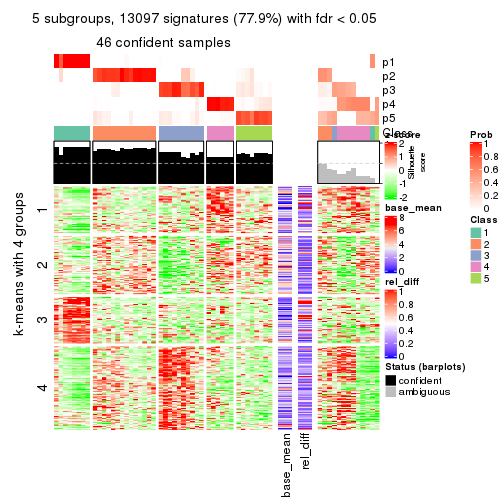 5 subgroups, 13097 signatures (77.9%) with fdr < 0.05
46 confident samples
p1
p2
p3
p4
p5
Class
z-score
2
1
0
-1
-2
Silhouette
score
base_mean
8
6
4
2
0
rel_diff
1
0.8
0.6
0.4
0.2
0
Status (barplots)
confident
ambiguous
Prob
1
0.8
0.6
0.4
0.2
0
Class
1
2
3
4
5
k-means with 4 groups
1
2
3
4
base_mean
rel_diff